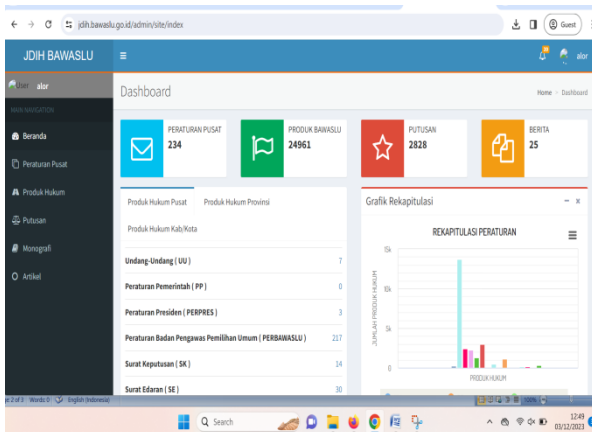 jdih.bawaslu.go.id/admin/site/index
Guest
JDIH BAWASLU
alor
User alor
MAIN NAVIGATION
Beranda
Peraturan Pusat
Produk Hukum
Putusan
Monografi
Artikel
Dashboard
Home > Dashboard
PERATURAN PUSAT
234
PRODUK BAWASLU
24961
PUTUSAN
2828
BERITA
25
Produk Hukum Pusat
Produk Hukum Provinsi
Produk Hukum Kab/Kota
Undang-Undang ( UU )
7
Peraturan Pemerintah ( PP )
0
Peraturan Presiden ( PERPRES )
3
Peraturan Badan Pengawas Pemilihan Umum ( PERBAWASLU )
217
Surat Keputusan ( SK )
14
Surat Edaran ( SE )
30
Grafik Rekapitulasi
REKAPITULASI PERATURAN
JUMLAH PRODUK HUKUM
15k
10k
5k
0
PRODUK HUKUM
English (Indonesia)
Search
12:49
03/12/2023